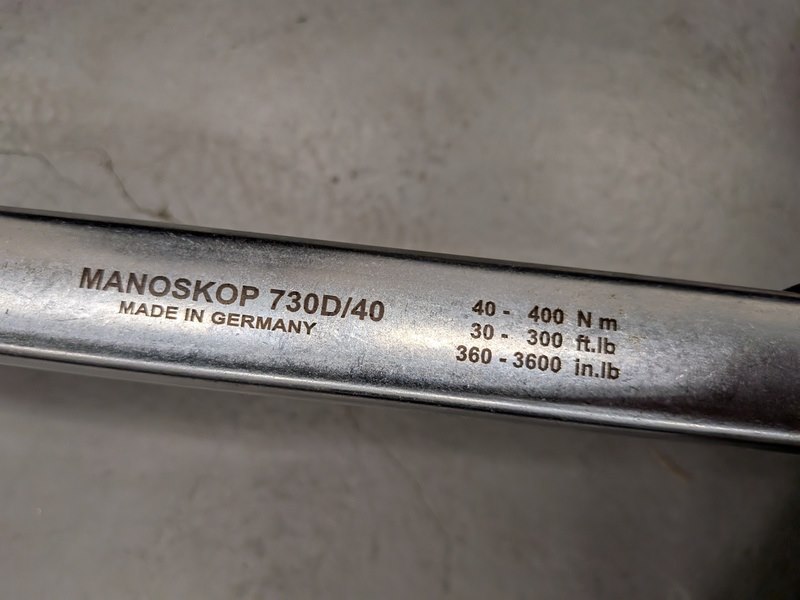 MANOSKOP 730D/40
MADE IN GERMANY
40 - 400 N m
30 - 300 ft.lb
360 - 3600 in.lb